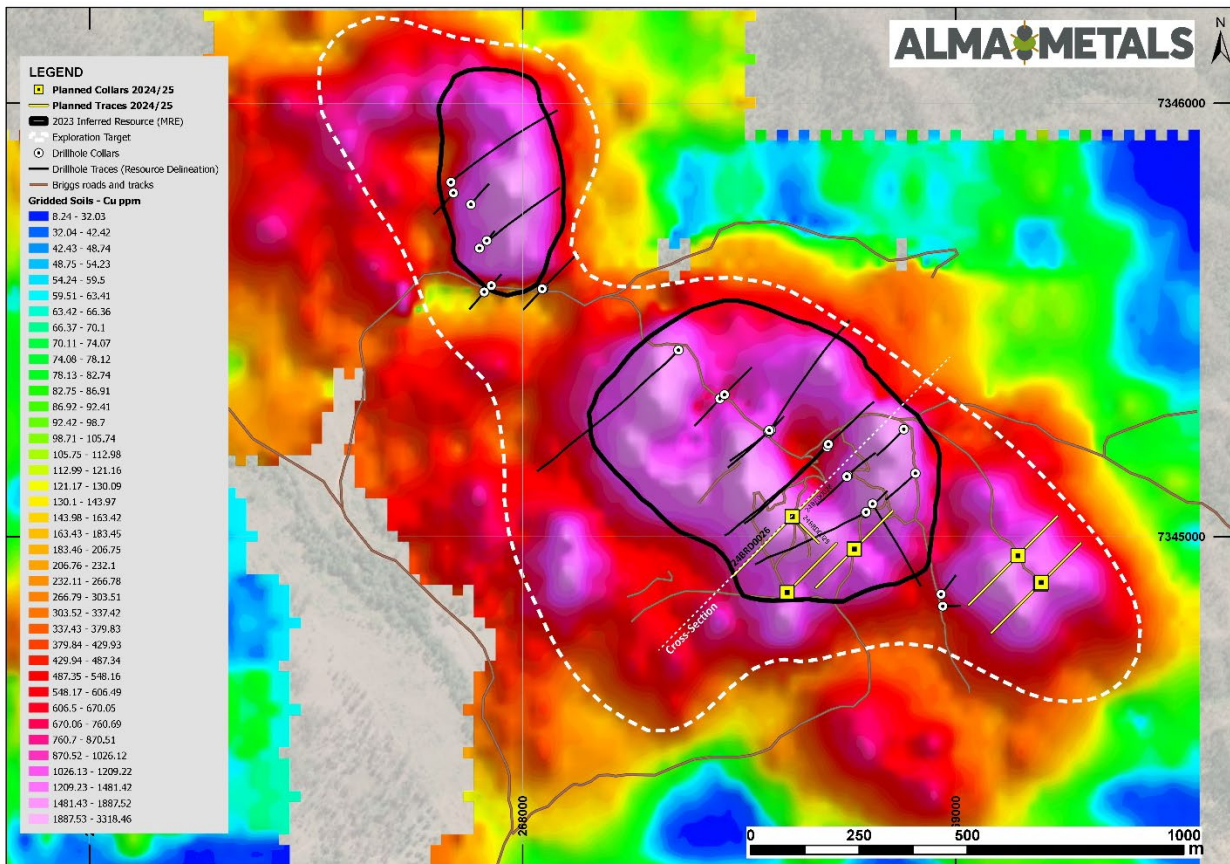 ALMA METALS
N
LEGEND
Planned Collars 2024/25
Planned Traces 2024/25
2023 Inferred Resource (MRE)
Exploration Target
Drillhole Collars
Drillhole Traces (Resource Delineation)
Briggs roads and tracks
Gridded Soils - Cu ppm
8.24 - 32.03
32.04 - 42.42
42.43 - 48.74
48.75 - 54.23
54.24 - 59.5
59.51 - 63.41
63.42 - 66.36
66.37 - 70.1
70.11 - 74.07
74.08 - 78.12
78.13 - 82.74
82.75 - 86.91
86.92 - 92.41
92.42 - 98.7
98.71 - 105.74
105.75 - 112.98
112.99 - 121.16
121.17 - 130.09
130.1 - 143.97
143.98 - 163.42
163.43 - 183.45
183.46 - 206.75
206.76 - 232.1
232.11 - 266.78
266.79 - 303.51
303.52 - 337.42
337.43 - 379.83
379.84 - 429.93
429.94 - 487.34
487.35 - 548.16
548.17 - 606.49
606.5 - 670.05
670.06 - 760.69
760.7 - 870.51
870.52 - 1026.12
1026.13 - 1209.22
1209.23 - 1481.42
1481.43 - 1887.52
1887.53 - 3318.46
7346000
7345000
24BRD0026
Cross-Section
268000
269000
0 250 500 1000
m